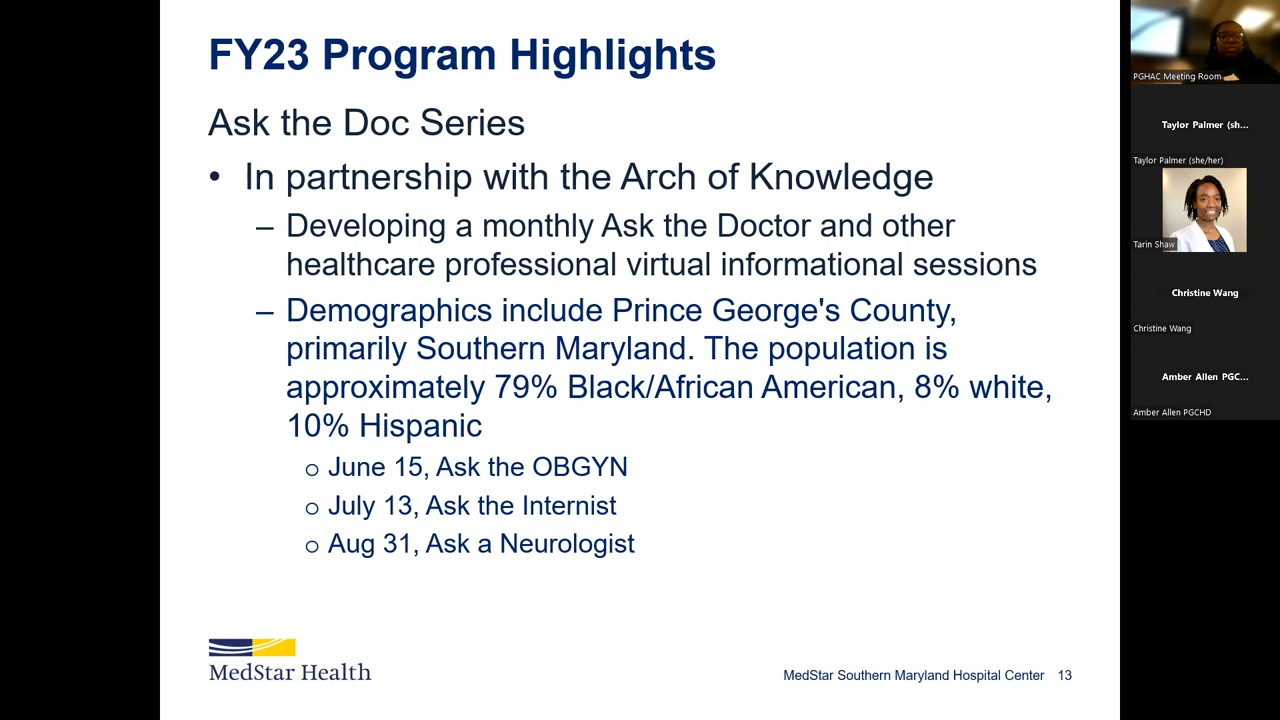 FY23 Program Highlights
Ask the Doc Series
• In partnership with the Arch of Knowledge
– Developing a monthly Ask the Doctor and other
healthcare professional virtual informational sessions
– Demographics include Prince George's County,
primarily Southern Maryland. The population is
approximately 79% Black/African American, 8% white,
10% Hispanic
o June 15, Ask the OBGYN
o July 13, Ask the Internist
o Aug 31, Ask a Neurologist
MedStar Health
MedStar Southern Maryland Hospital Center 13
PGHAC Meeting Room
Taylor Palmer (sh...
Taylor Palmer (she/her)
Tarin Shaw
Christine Wang
Christine Wang
Amber Allen PGC...
Amber Allen PGCHD